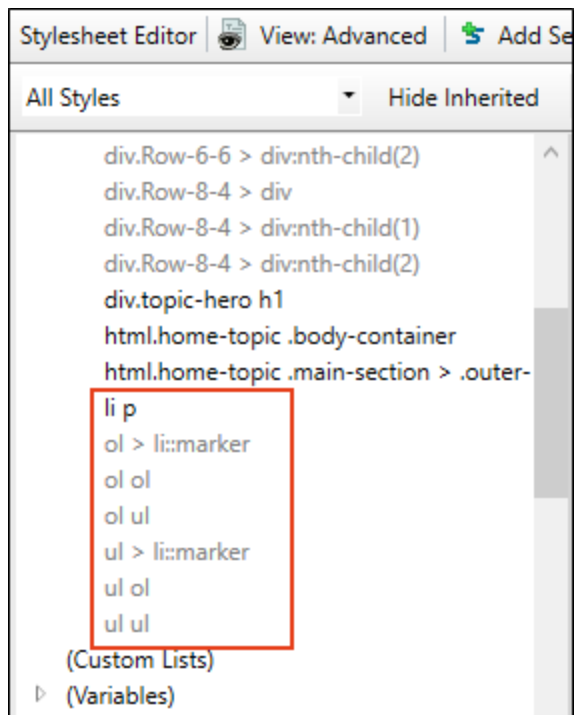 Stylesheet Editor View: Advanced Add Se
All Styles Hide Inherited
div.Row-6-6 > div:nth-child(2)
div.Row-8-4 > div
div.Row-8-4 > div:nth-child(1)
div.Row-8-4 > div:nth-child(2)
div.topic-hero h1
html.home-topic .body-container
html.home-topic .main-section > .outer-
li p
ol > li::marker
ol ol
ol ul
ul > li::marker
ul ol
ul ul
(Custom Lists)
(Variables)